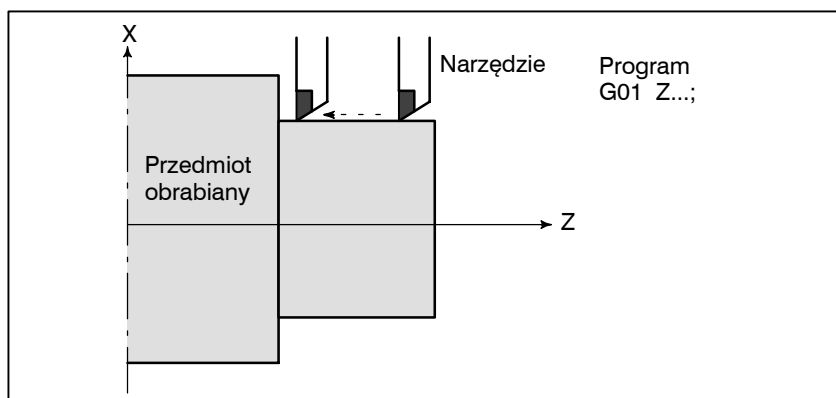 X
Narzędzie
Program
G01 Z...;
Przedmiot
obrabiany
Z